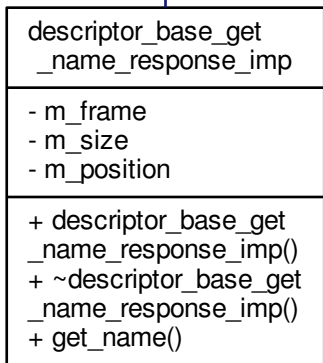 descriptor_base_get
_name_response_imp
- m_frame
- m_size
- m_position
+ descriptor_base_get
_name_response_imp()
+ ~descriptor_base_get
_name_response_imp()
+ get_name()